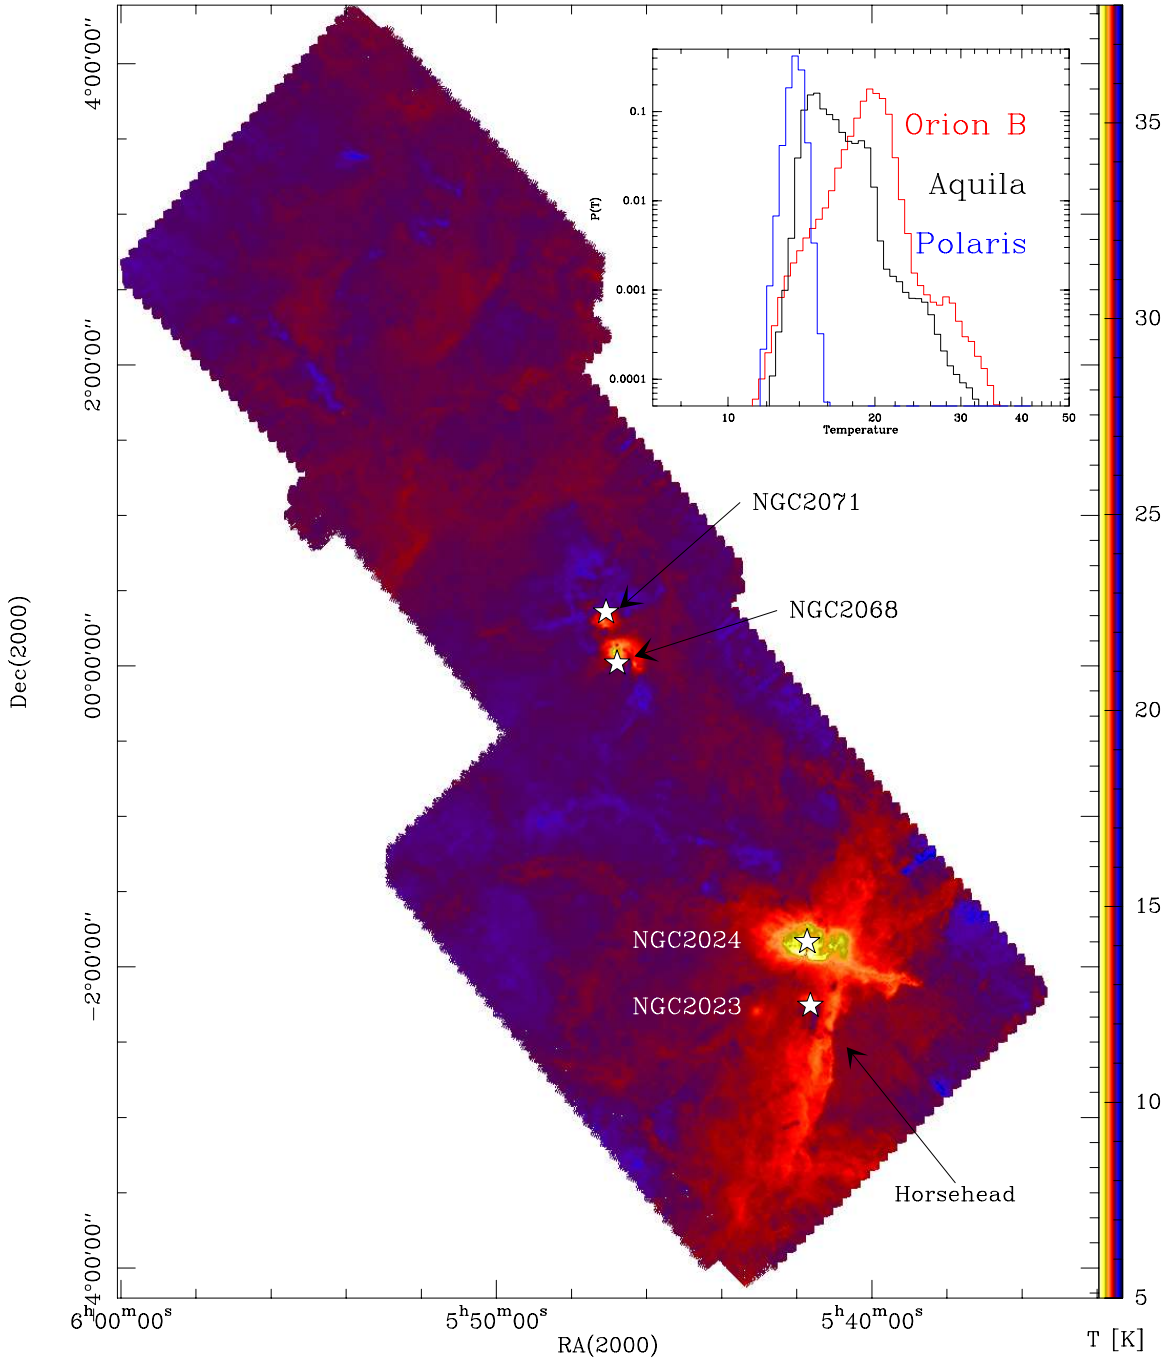 4°00'00"
2°00'00"
00°00'00"
−2°00'00"
−4°00'00"
Dec(2000)
6ʰ00ᵐ00ˢ
5ʰ50ᵐ00ˢ
5ʰ40ᵐ00ˢ
RA(2000)
0.1
0.01
0.001
0.0001
P(T)
10
20
30
40
50
Temperature
Orion B
Aquila
Polaris
NGC2071
NGC2068
NGC2024
NGC2023
Horsehead
35
30
25
20
15
10
5
T [K]